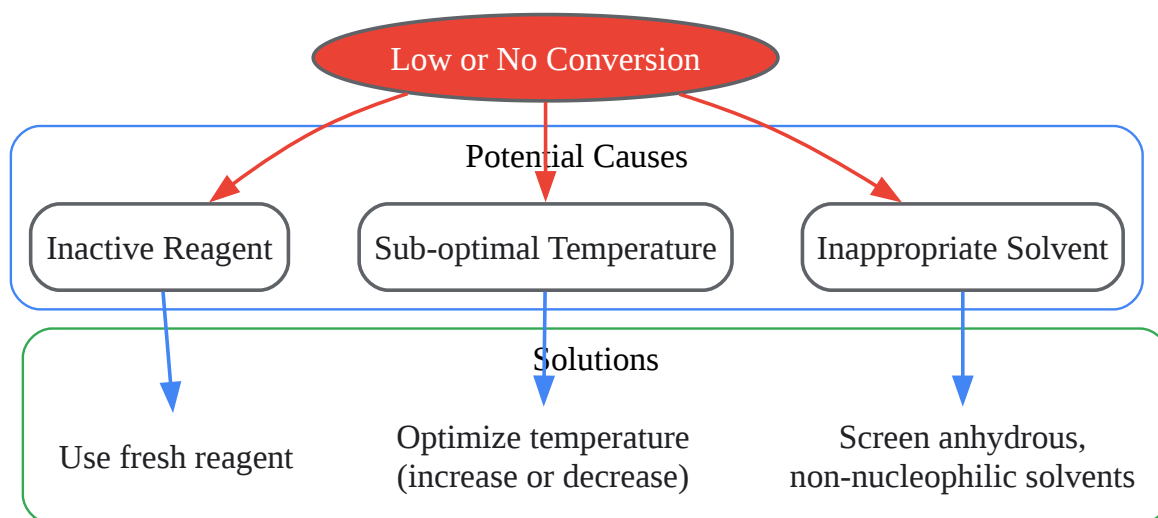 Low or No Conversion
Potential Causes
Inactive Reagent
Sub-optimal Temperature
Inappropriate Solvent
Solutions
Use fresh reagent
Optimize temperature
(increase or decrease)
Screen anhydrous,
non-nucleophilic solvents